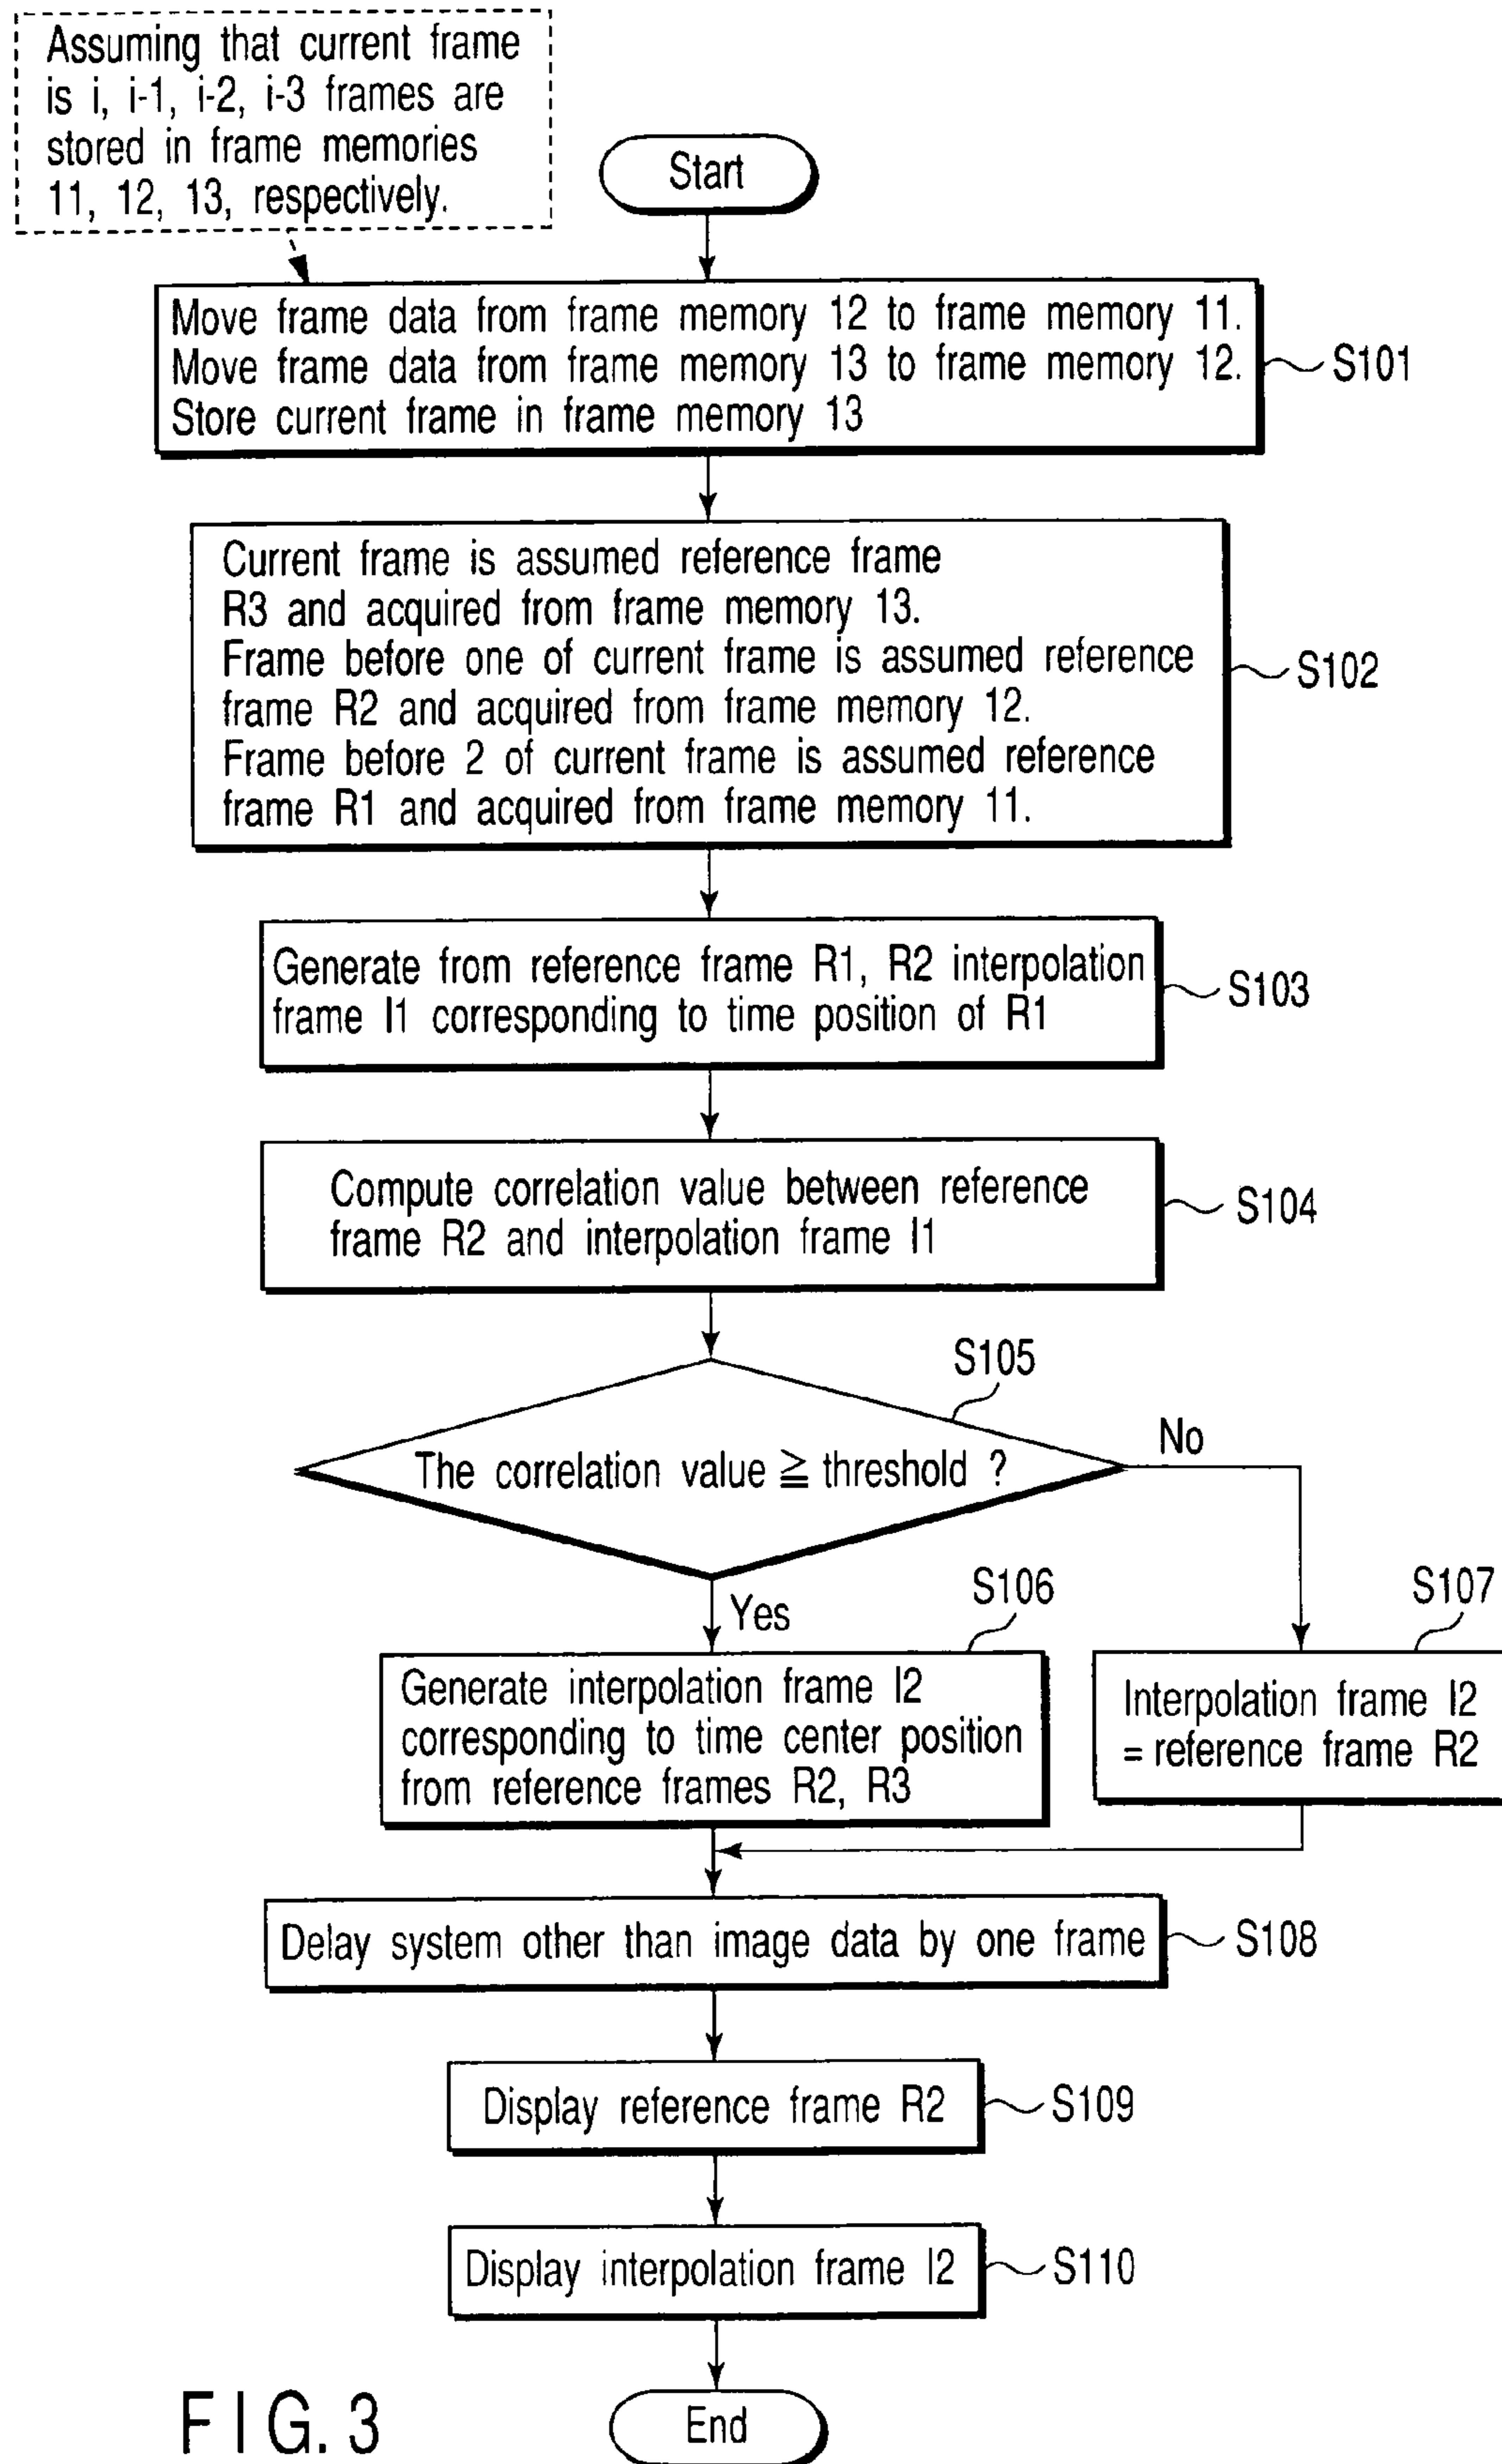 Assuming that current frame
is i, i-1, i-2, i-3 frames are
stored in frame memories
11, 12, 13, respectively.
Start
Move frame data from frame memory 12 to frame memory 11.
Move frame data from frame memory 13 to frame memory 12.
Store current frame in frame memory 13
S101
Current frame is assumed reference frame
R3 and acquired from frame memory 13.
Frame before one of current frame is assumed reference
frame R2 and acquired from frame memory 12.
Frame before 2 of current frame is assumed reference
frame R1 and acquired from frame memory 11.
S102
Generate from reference frame R1, R2 interpolation
frame I1 corresponding to time position of R1
S103
Compute correlation value between reference
frame R2 and interpolation frame I1
S104
S105
The correlation value ≧ threshold ?
No
Yes
S106
S107
Generate interpolation frame I2
corresponding to time center position
from reference frames R2, R3
Interpolation frame I2
= reference frame R2
Delay system other than image data by one frame
S108
Display reference frame R2
S109
Display interpolation frame I2
S110
End
FIG. 3